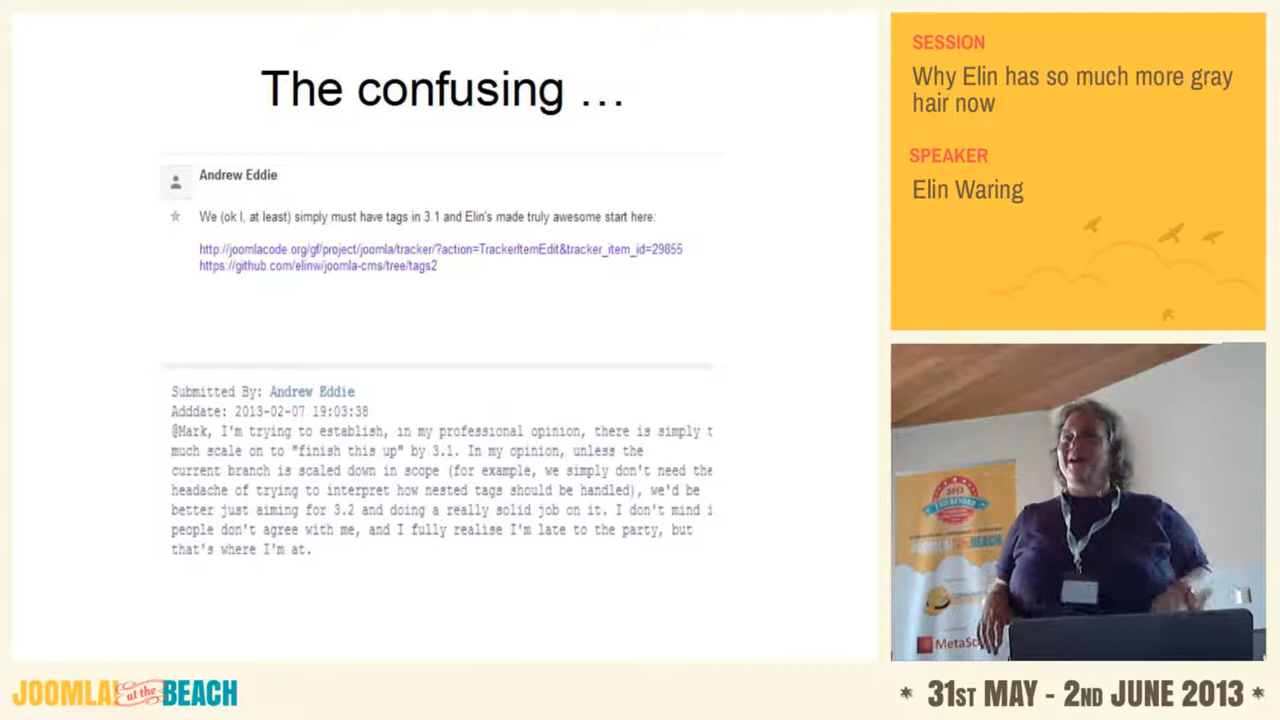 The confusing ...
Andrew Eddie
We (ok I, at least) simply must have tags in 3.1 and Elin's made truly awesome start here:
http://joomlacode.org/gf/project/joomla/tracker/?action=TrackerItemEdit&tracker_item_id=29855
https://github.com/elinw/joomla-cms/tree/tags2
Submitted By: Andrew Eddie
Adddate: 2013-02-07 19:03:38
@Mark, I'm trying to establish, in my professional opinion, there is simply t
much scale on to "finish this up" by 3.1. In my opinion, unless the
current branch is scaled down in scope (for example, we simply don't need the
headache of trying to interpret how nested tags should be handled), we'd be
better just aiming for 3.2 and doing a really solid job on it. I don't mind i
people don't agree with me, and I fully realise I'm late to the party, but
that's where I'm at.
SESSION
Why Elin has so much more gray
hair now
SPEAKER
Elin Waring
2013
BEACH
JOOMLA! at the BEACH
* 31ST MAY - 2ND JUNE 2013 *